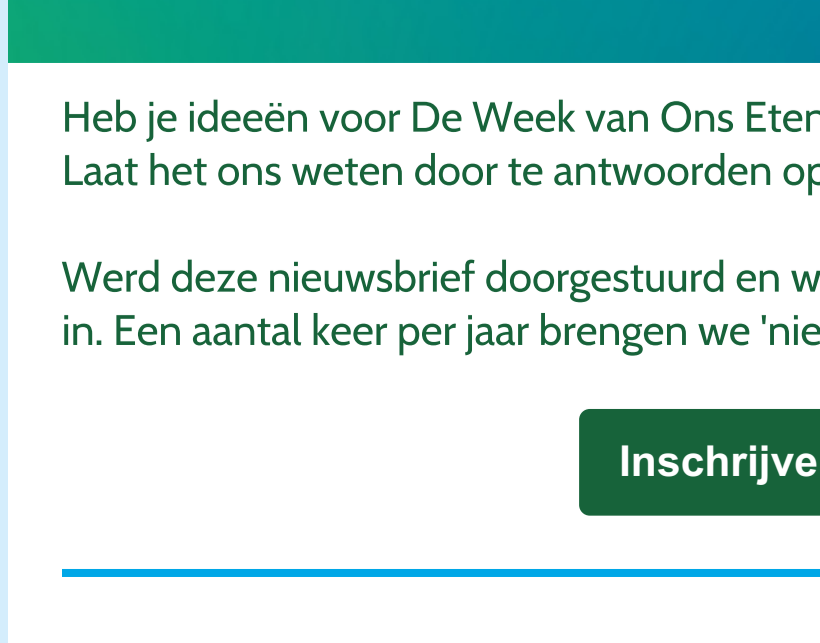 Heb je ideeën voor De Week van Ons Eten
Laat het ons weten door te antwoorden op
Werd deze nieuwsbrief doorgestuurd en w
in. Een aantal keer per jaar brengen we 'nie
Inschrijve